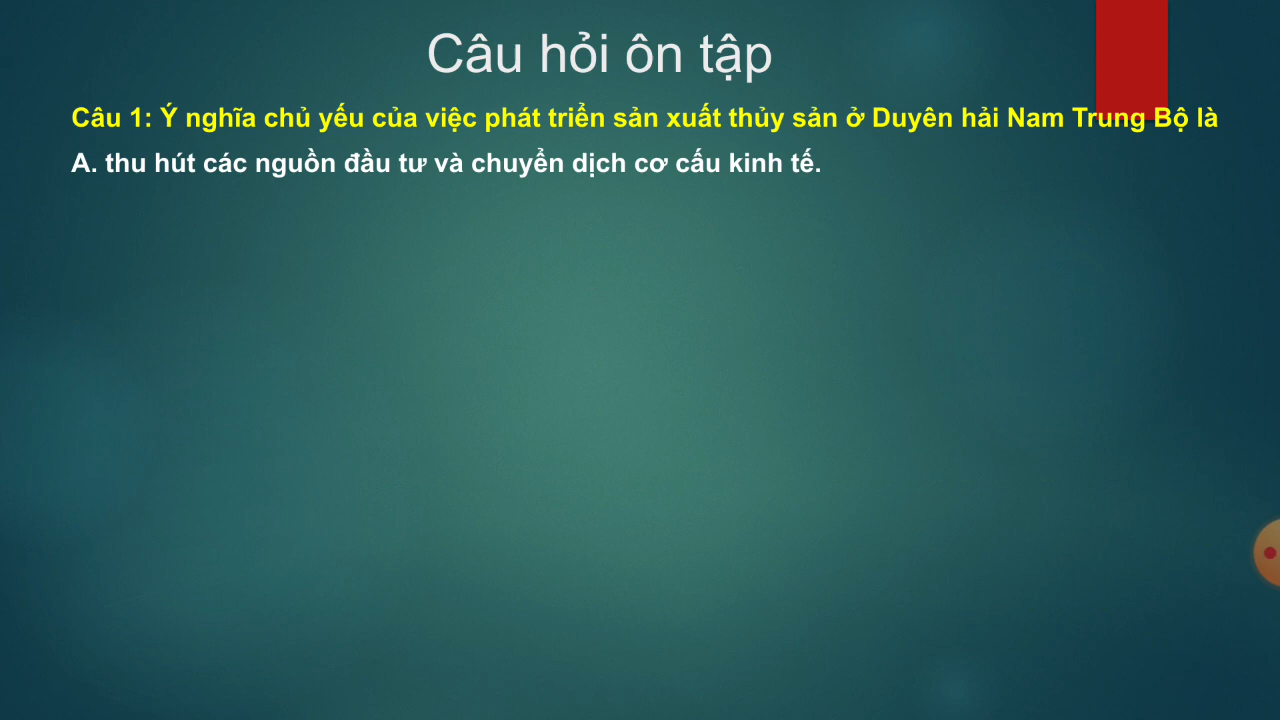 Câu hỏi ôn tập
Câu 1: Ý nghĩa chủ yếu của việc phát triển sản xuất thủy sản ở Duyên hải Nam Trung Bộ là
A. thu hút các nguồn đầu tư và chuyển dịch cơ cấu kinh tế.